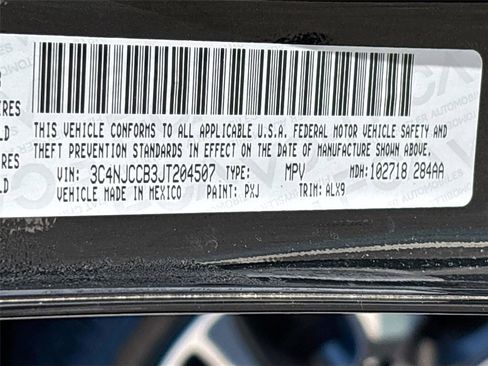 RES
LD
THIS VEHICLE CONFORMS TO ALL APPLICABLE U.S.A. FEDERAL MOTOR VEHICLE SAFETY AND
THEFT PREVENTION STANDARDS IN EFFECT ON THE DATE OF MANUFACTURE SHOWN ABOVE.
VIN: 3C4NJCCB3JT204507 TYPE: MPV MDH:102718 284AA
VEHICLE MADE IN MEXICO PAINT: PXJ TRIM: ALX9